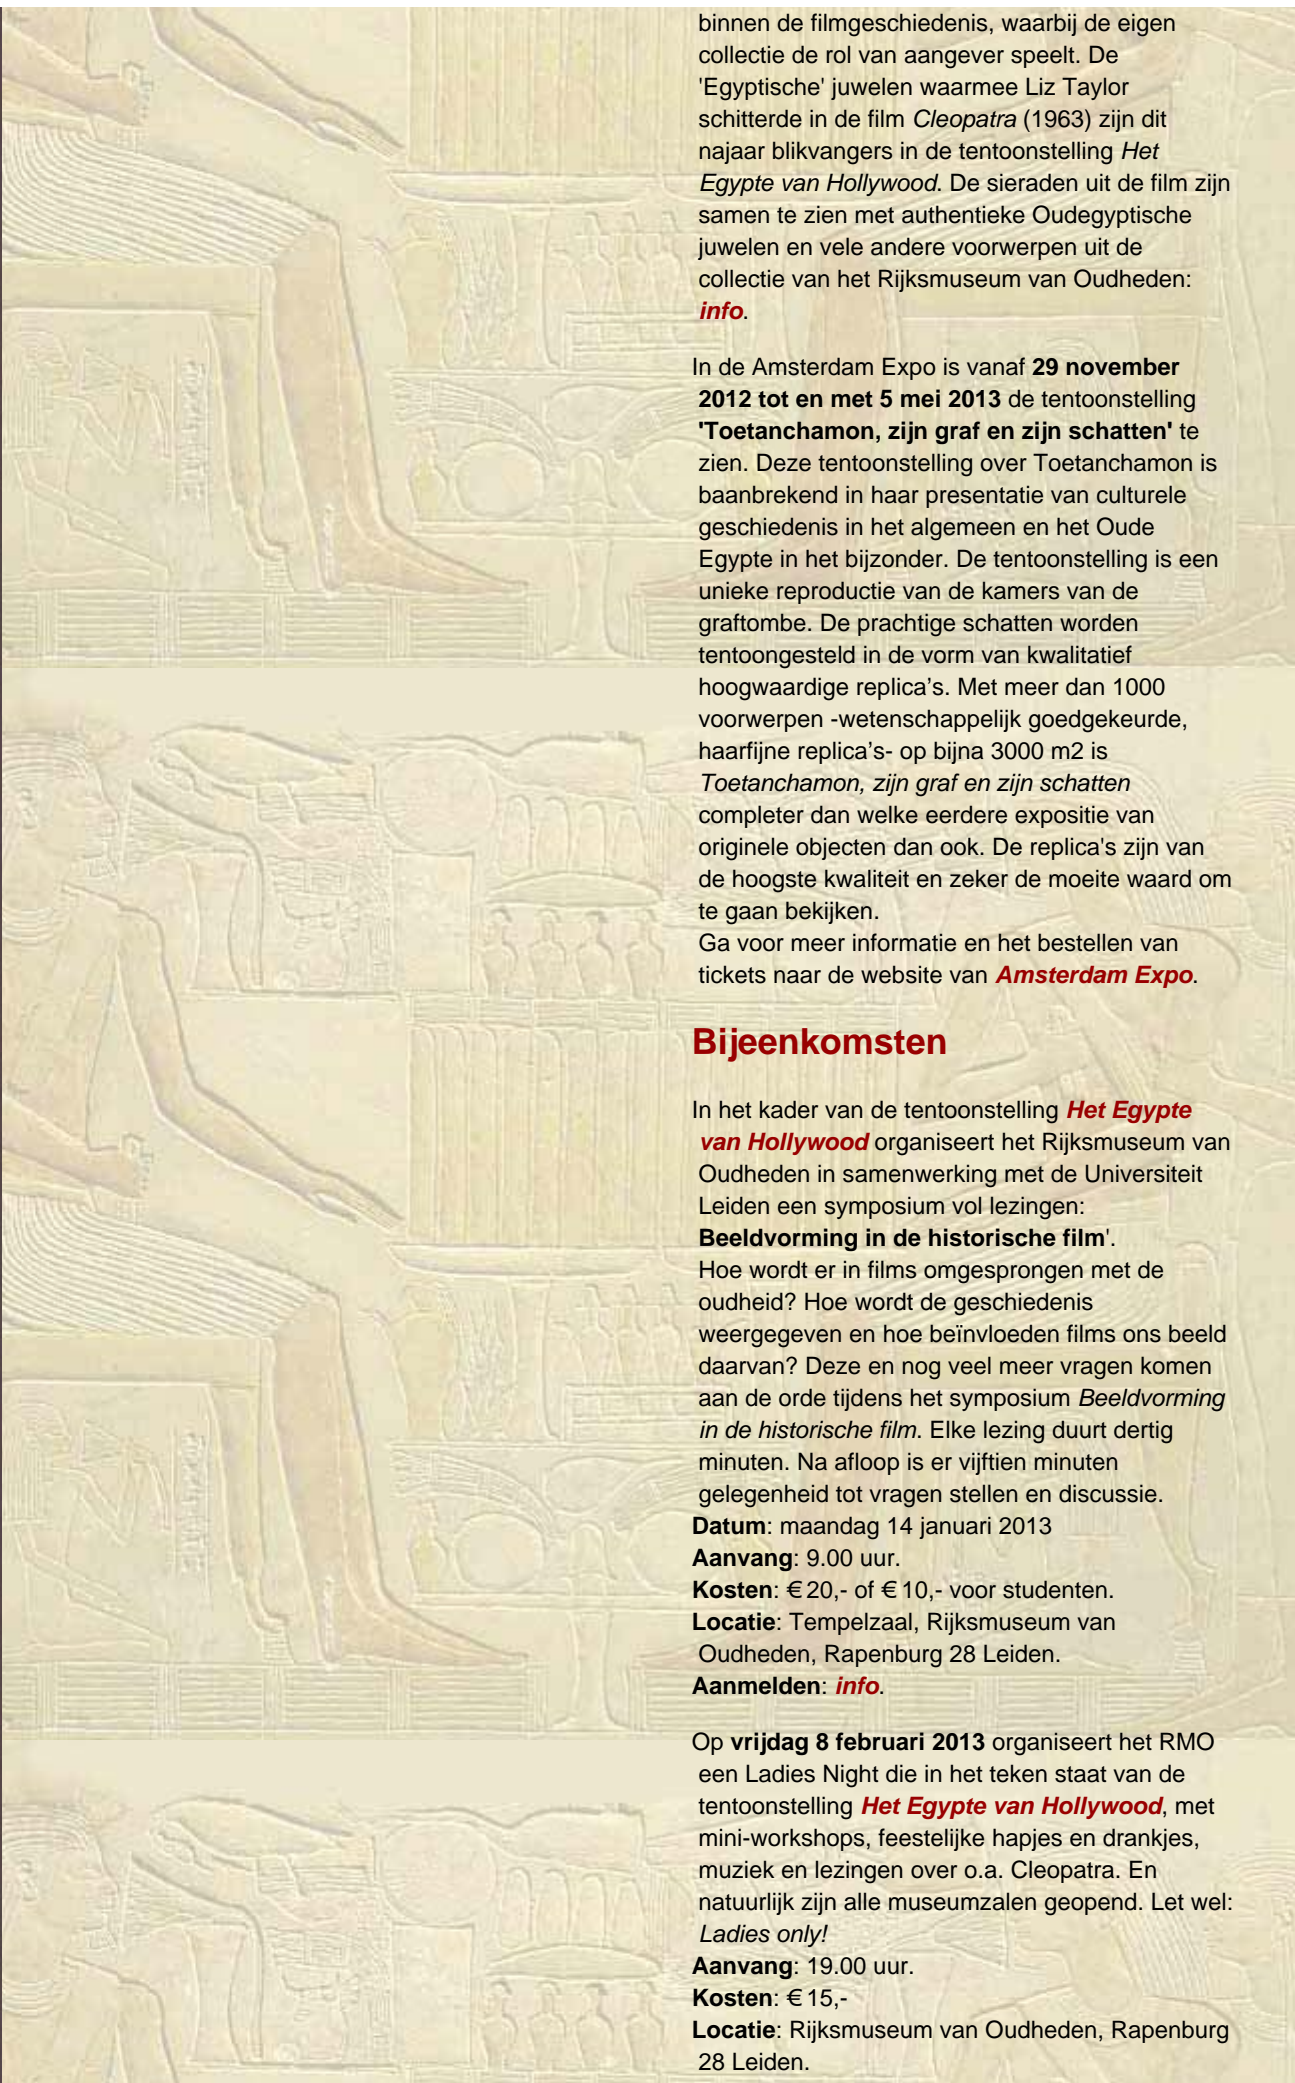 binnen de filmgeschiedenis, waarbij de eigen
collectie de rol van aangever speelt. De
'Egyptische' juwelen waarmee Liz Taylor
schitterde in de film Cleopatra (1963) zijn dit
najaar blikvangers in de tentoonstelling Het
Egypte van Hollywood. De sieraden uit de film zijn
samen te zien met authentieke Oudegyptische
juwelen en vele andere voorwerpen uit de
collectie van het Rijksmuseum van Oudheden:
info.
In de Amsterdam Expo is vanaf 29 november
2012 tot en met 5 mei 2013 de tentoonstelling
'Toetanchamon, zijn graf en zijn schatten' te
zien. Deze tentoonstelling over Toetanchamon is
baanbrekend in haar presentatie van culturele
geschiedenis in het algemeen en het Oude
Egypte in het bijzonder. De tentoonstelling is een
unieke reproductie van de kamers van de
graftombe. De prachtige schatten worden
tentoongesteld in de vorm van kwalitatief
hoogwaardige replica's. Met meer dan 1000
voorwerpen -wetenschappelijk goedgekeurde,
haarfijne replica's- op bijna 3000 m2 is
Toetanchamon, zijn graf en zijn schatten
completer dan welke eerdere expositie van
originele objecten dan ook. De replica's zijn van
de hoogste kwaliteit en zeker de moeite waard om
te gaan bekijken.
Ga voor meer informatie en het bestellen van
tickets naar de website van Amsterdam Expo.
Bijeenkomsten
In het kader van de tentoonstelling Het Egypte
van Hollywood organiseert het Rijksmuseum van
Oudheden in samenwerking met de Universiteit
Leiden een symposium vol lezingen:
Beeldvorming in de historische film'.
Hoe wordt er in films omgesprongen met de
oudheid? Hoe wordt de geschiedenis
weergegeven en hoe beïnvloeden films ons beeld
daarvan? Deze en nog veel meer vragen komen
aan de orde tijdens het symposium Beeldvorming
in de historische film. Elke lezing duurt dertig
minuten. Na afloop is er vijftien minuten
gelegenheid tot vragen stellen en discussie.
Datum: maandag 14 januari 2013
Aanvang: 9.00 uur.
Kosten: €20,- of €10,- voor studenten.
Locatie: Tempelzaal, Rijksmuseum van
Oudheden, Rapenburg 28 Leiden.
Aanmelden: info.
Op vrijdag 8 februari 2013 organiseert het RMO
een Ladies Night die in het teken staat van de
tentoonstelling Het Egypte van Hollywood, met
mini-workshops, feestelijke hapjes en drankjes,
muziek en lezingen over o.a. Cleopatra. En
natuurlijk zijn alle museumzalen geopend. Let wel:
Ladies only!
Aanvang: 19.00 uur.
Kosten: €15,-
Locatie: Rijksmuseum van Oudheden, Rapenburg
28 Leiden.